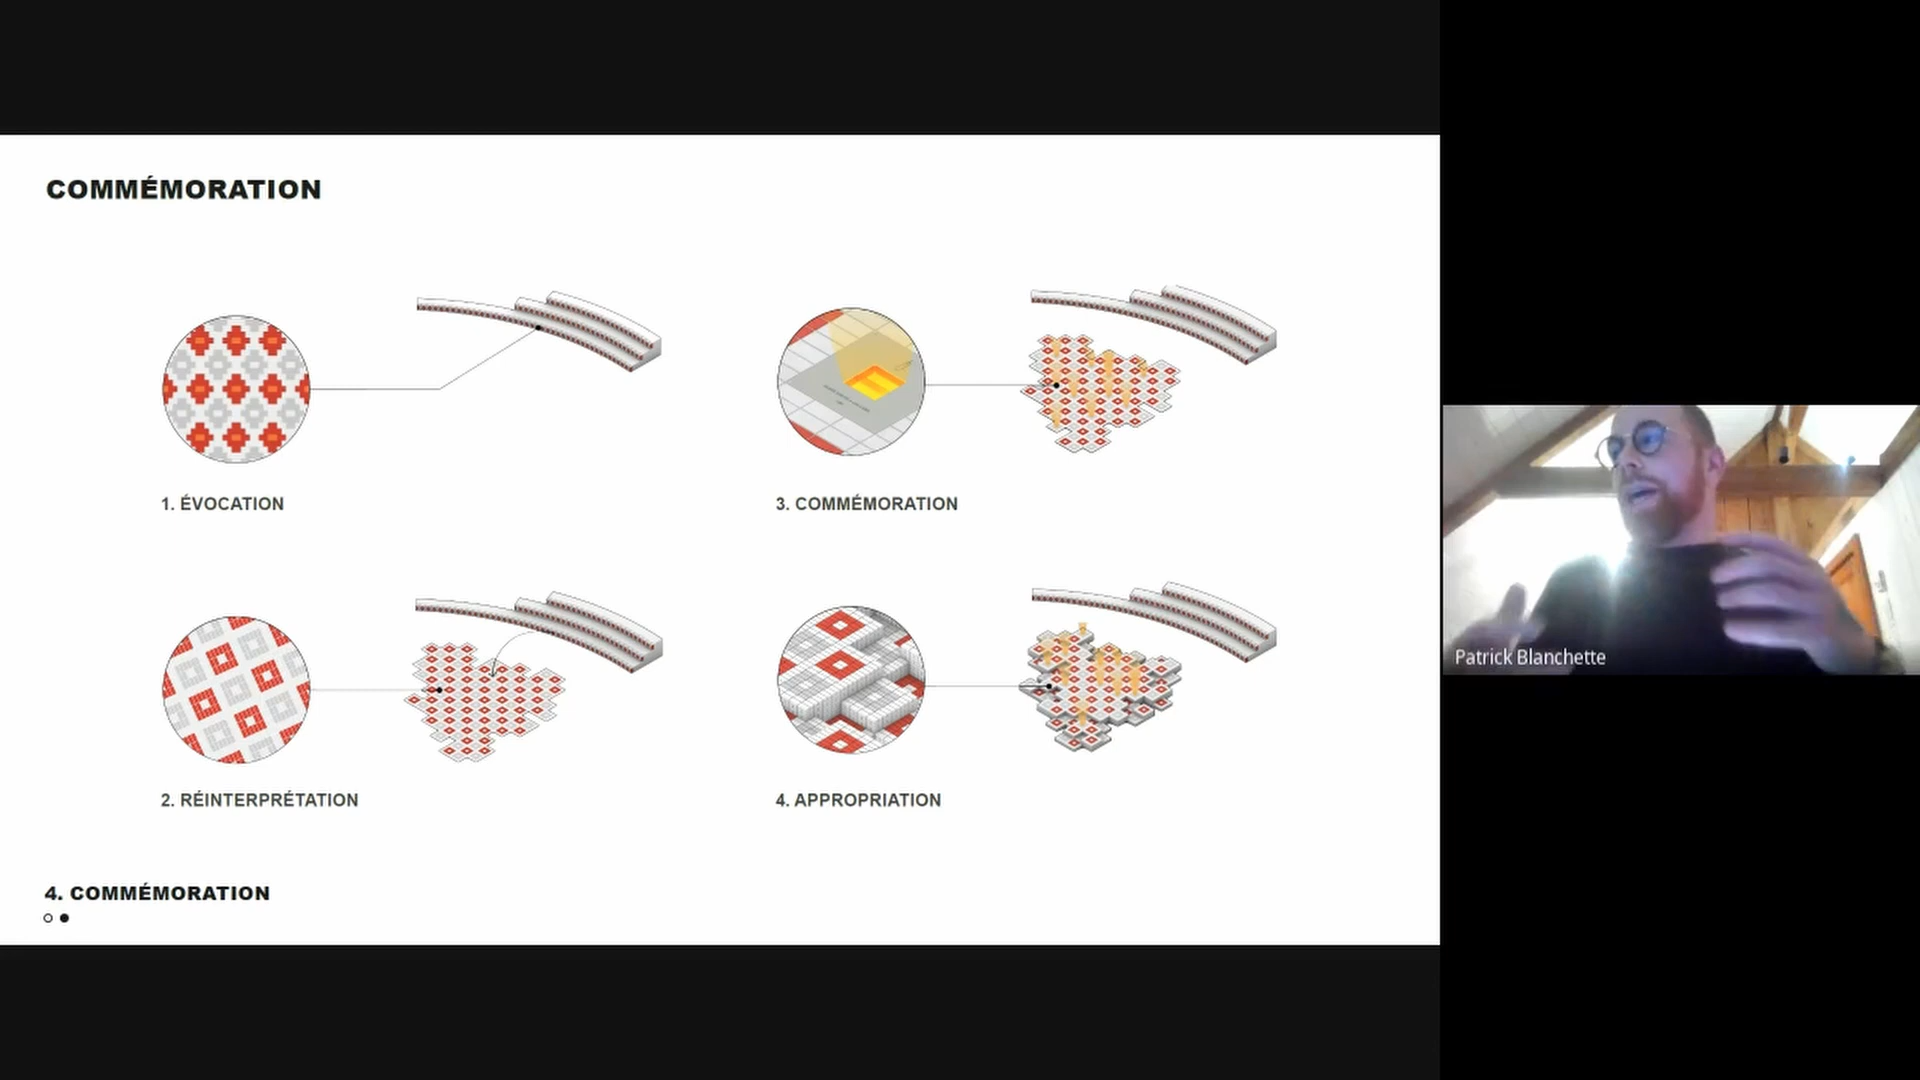 COMMÉMORATION
1. ÉVOCATION
3. COMMÉMORATION
2. RÉINTERPRÉTATION
4. APPROPRIATION
4. COMMÉMORATION
Patrick Blanchette